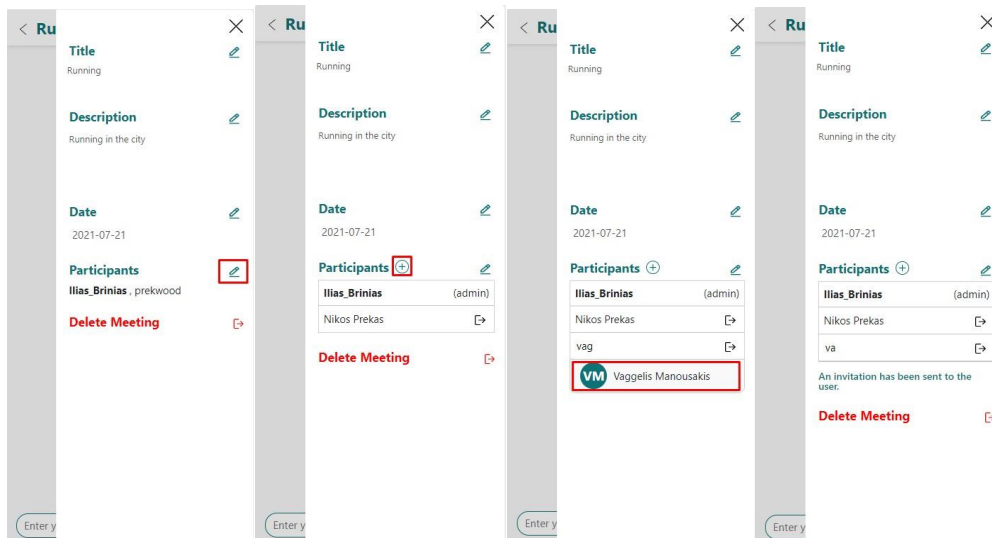 < Ru
Title
Running
Description
Running in the city
Date
2021-07-21
Participants
Ilias_Brinias , prekwood
Delete Meeting
Enter y
< Ru
Title
Running
Description
Running in the city
Date
2021-07-21
Participants
Ilias_Brinias (admin)
Nikos Prekas
Delete Meeting
Enter y
< Ru
Title
Running
Description
Running in the city
Date
2021-07-21
Participants
Ilias_Brinias (admin)
Nikos Prekas
vag
VM Vaggelis Manousakis
Enter y
< Ru
Title
Running
Description
Running in the city
Date
2021-07-21
Participants
Ilias_Brinias (admin)
Nikos Prekas
va
An invitation has been sent to the
user.
Delete Meeting
Enter y